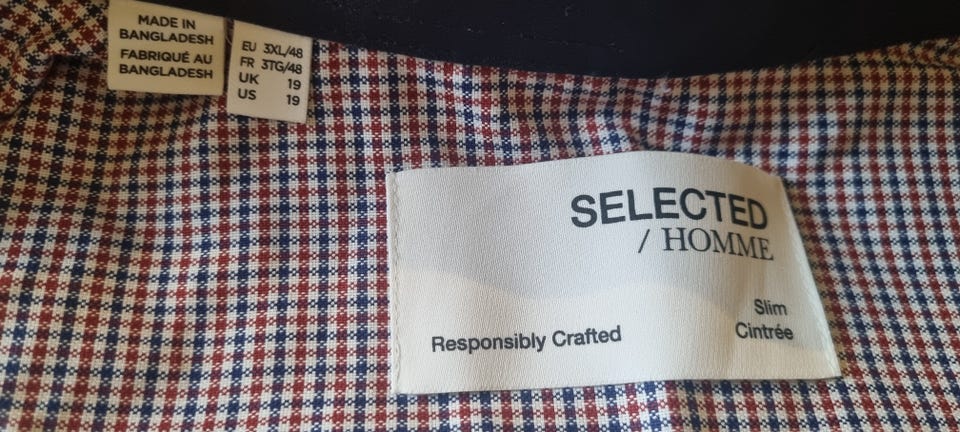 MADE IN
BANGLADESH
FABRIQUÉ AU
BANGLADESH
EU 3XL/48
FR 3TG/48
UK 19
US 19
SELECTED
/ HOMME
Slim
Cintrée
Responsibly Crafted